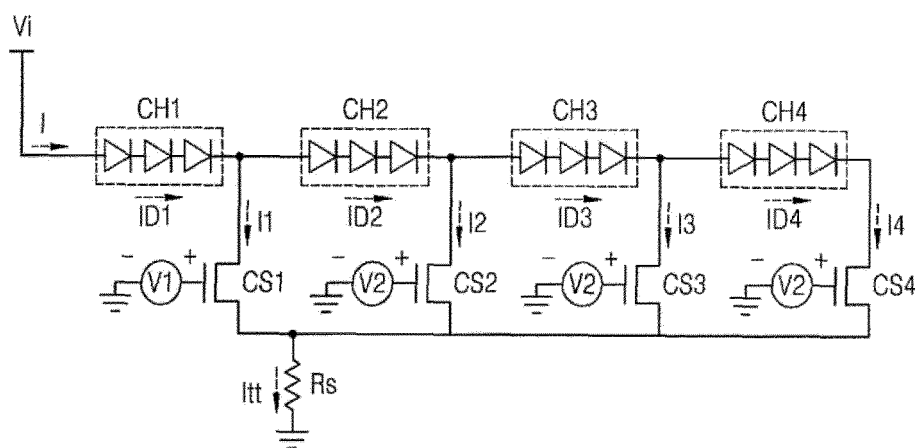 Vi
I
CH1
CH2
CH3
CH4
ID1
ID2
ID3
ID4
I1
I2
I3
I4
- V1 + CS1
- V2 + CS2
- V2 + CS3
- V2 + CS4
Itt
Rs